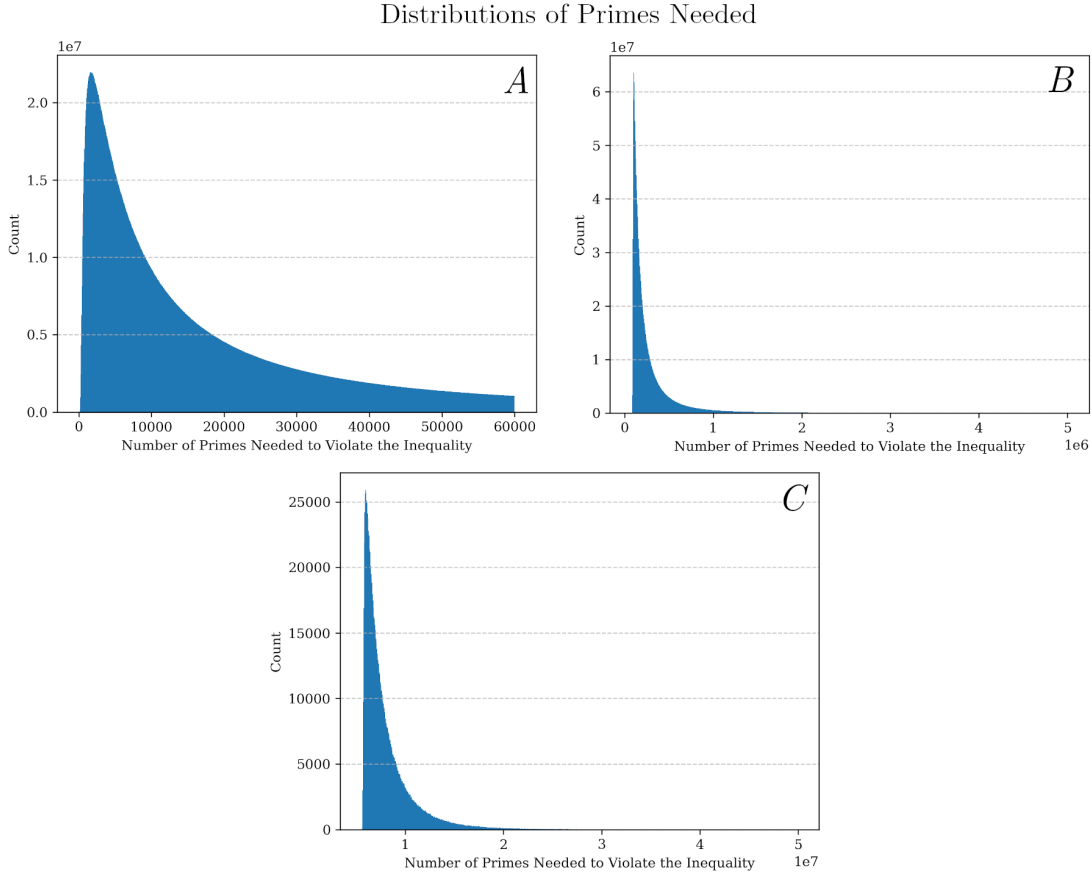 Distributions of Primes Needed
1e7
A
2.0
1.5
1.0
0.5
0.0
Count
0 10000 20000 30000 40000 50000 60000
Number of Primes Needed to Violate the Inequality
1e7
B
6
5
4
3
2
1
0
Count
0 1 2 3 4 5
1e6
Number of Primes Needed to Violate the Inequality
C
25000
20000
15000
10000
5000
0
Count
1 2 3 4 5
1e7
Number of Primes Needed to Violate the Inequality